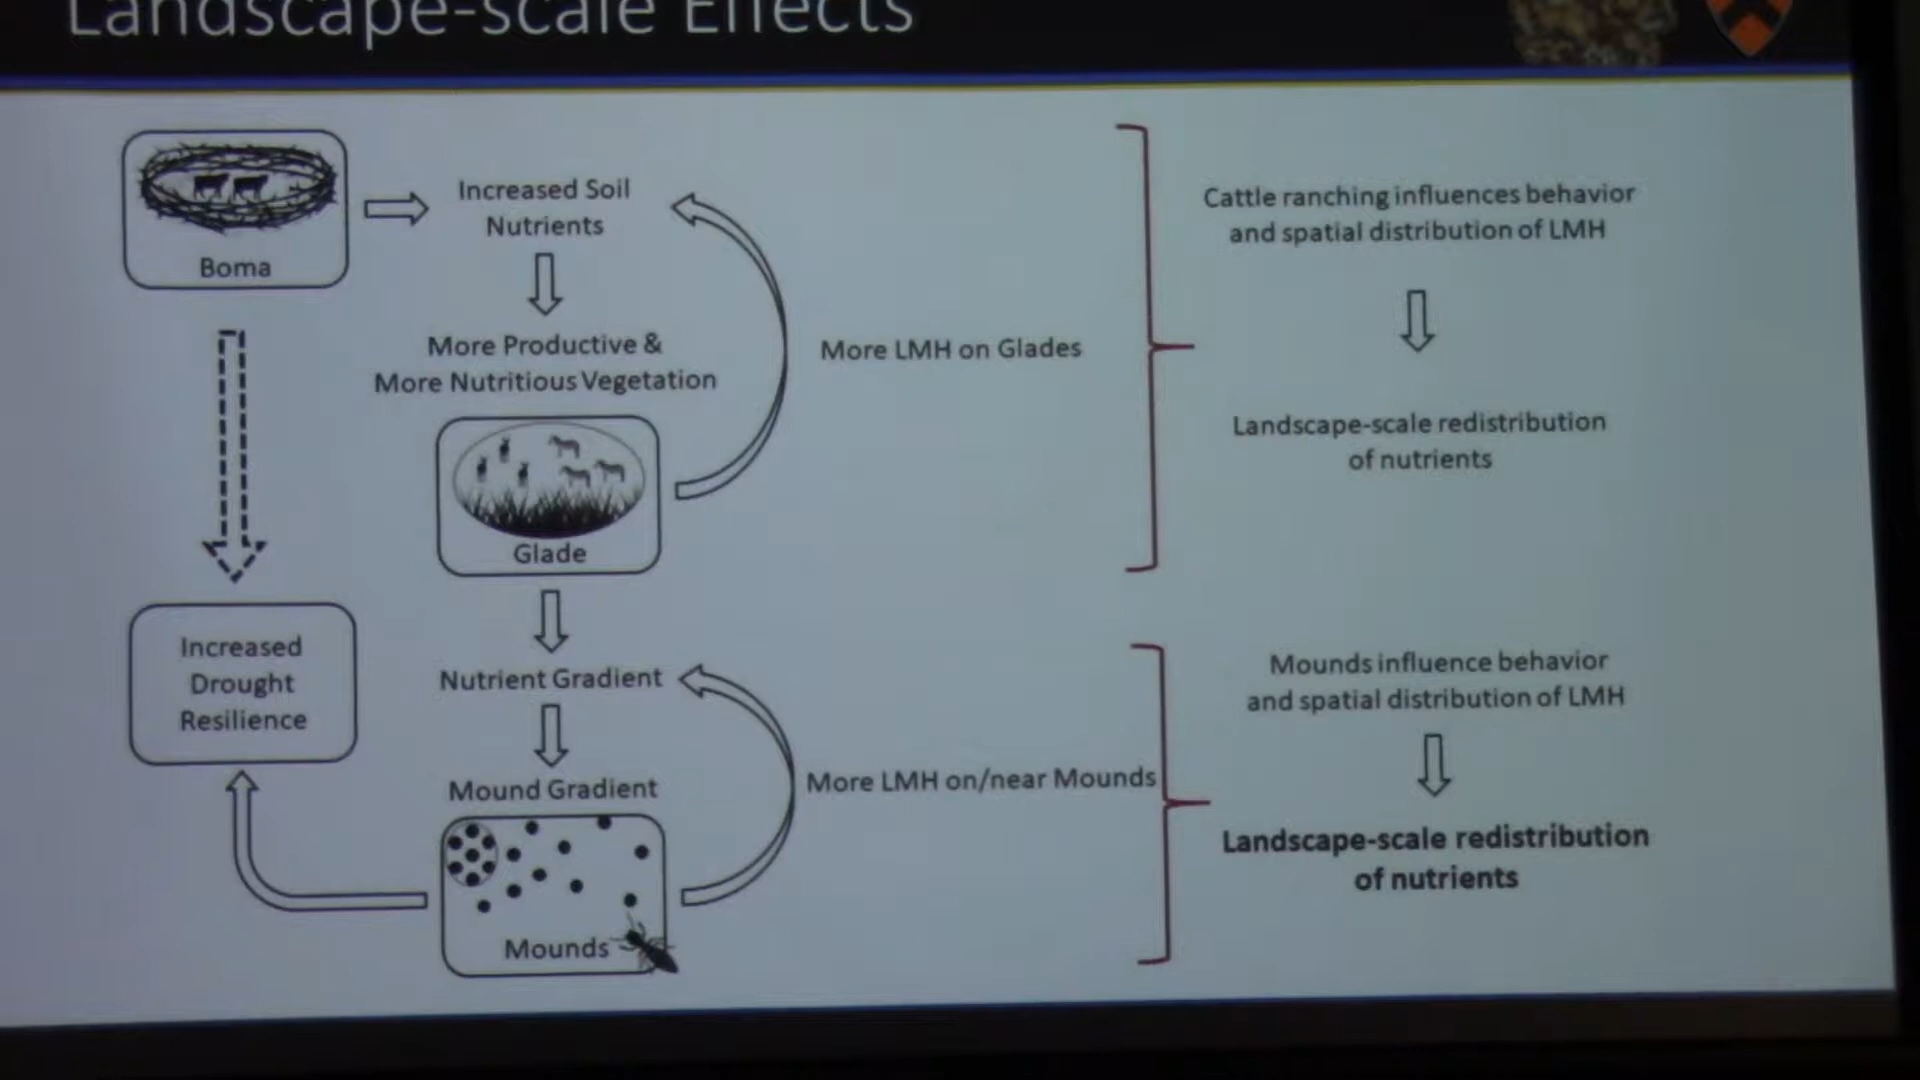 Landscape-scale Effects
Boma
Increased Soil
Nutrients
More Productive &
More Nutritious Vegetation
Glade
More LMH on Glades
Cattle ranching influences behavior
and spatial distribution of LMH
Landscape-scale redistribution
of nutrients
Increased
Drought
Resilience
Nutrient Gradient
Mound Gradient
Mounds
More LMH on/near Mounds
Mounds influence behavior
and spatial distribution of LMH
Landscape-scale redistribution
of nutrients